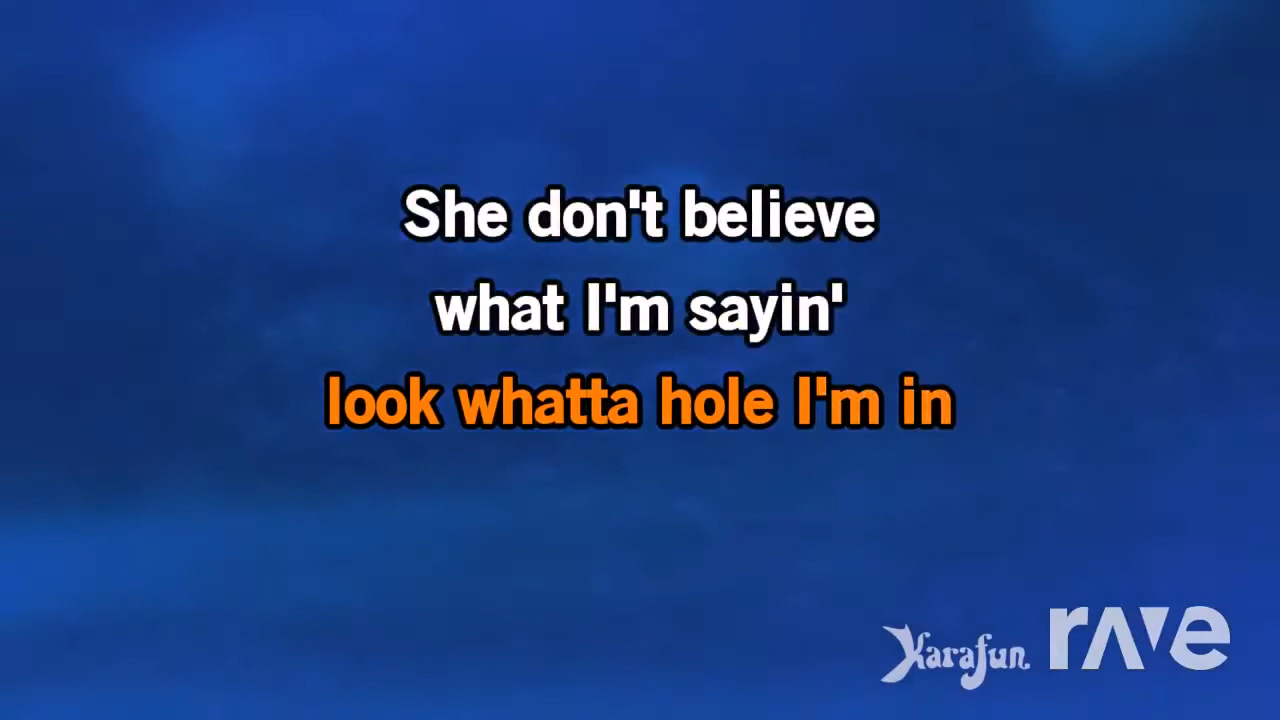 She don't believe
what I'm sayin'
look whatta hole I'm in
Karafun
rave